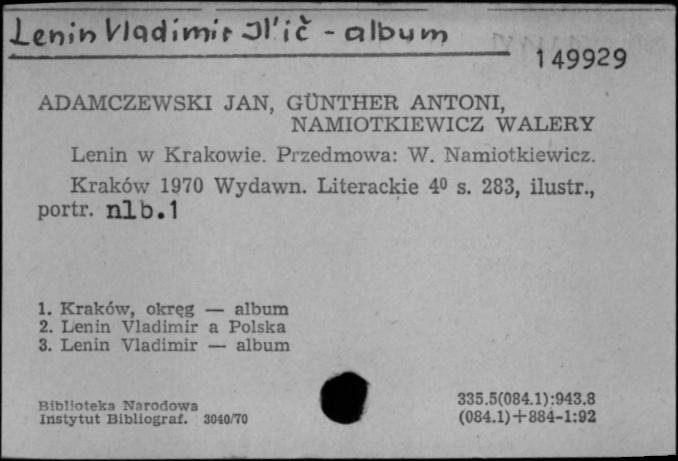 Lenin Vladimir Il'ič - album
149929
ADAMCZEWSKI JAN, GÜNTHER ANTONI,
NAMIOTKIEWICZ WALERY
Lenin w Krakowie. Przedmowa: W. Namiotkiewicz.
Kraków 1970 Wydawn. Literackie 4⁰ s. 283, ilustr.,
portr. nlb.1
1. Kraków, okręg — album
2. Lenin Vladimir a Polska
3. Lenin Vladimir — album
Biblioteka Narodowa
Instytut Bibliograf. 3040/70
335.5(084.1):943.8
(084.1)+884-1:92